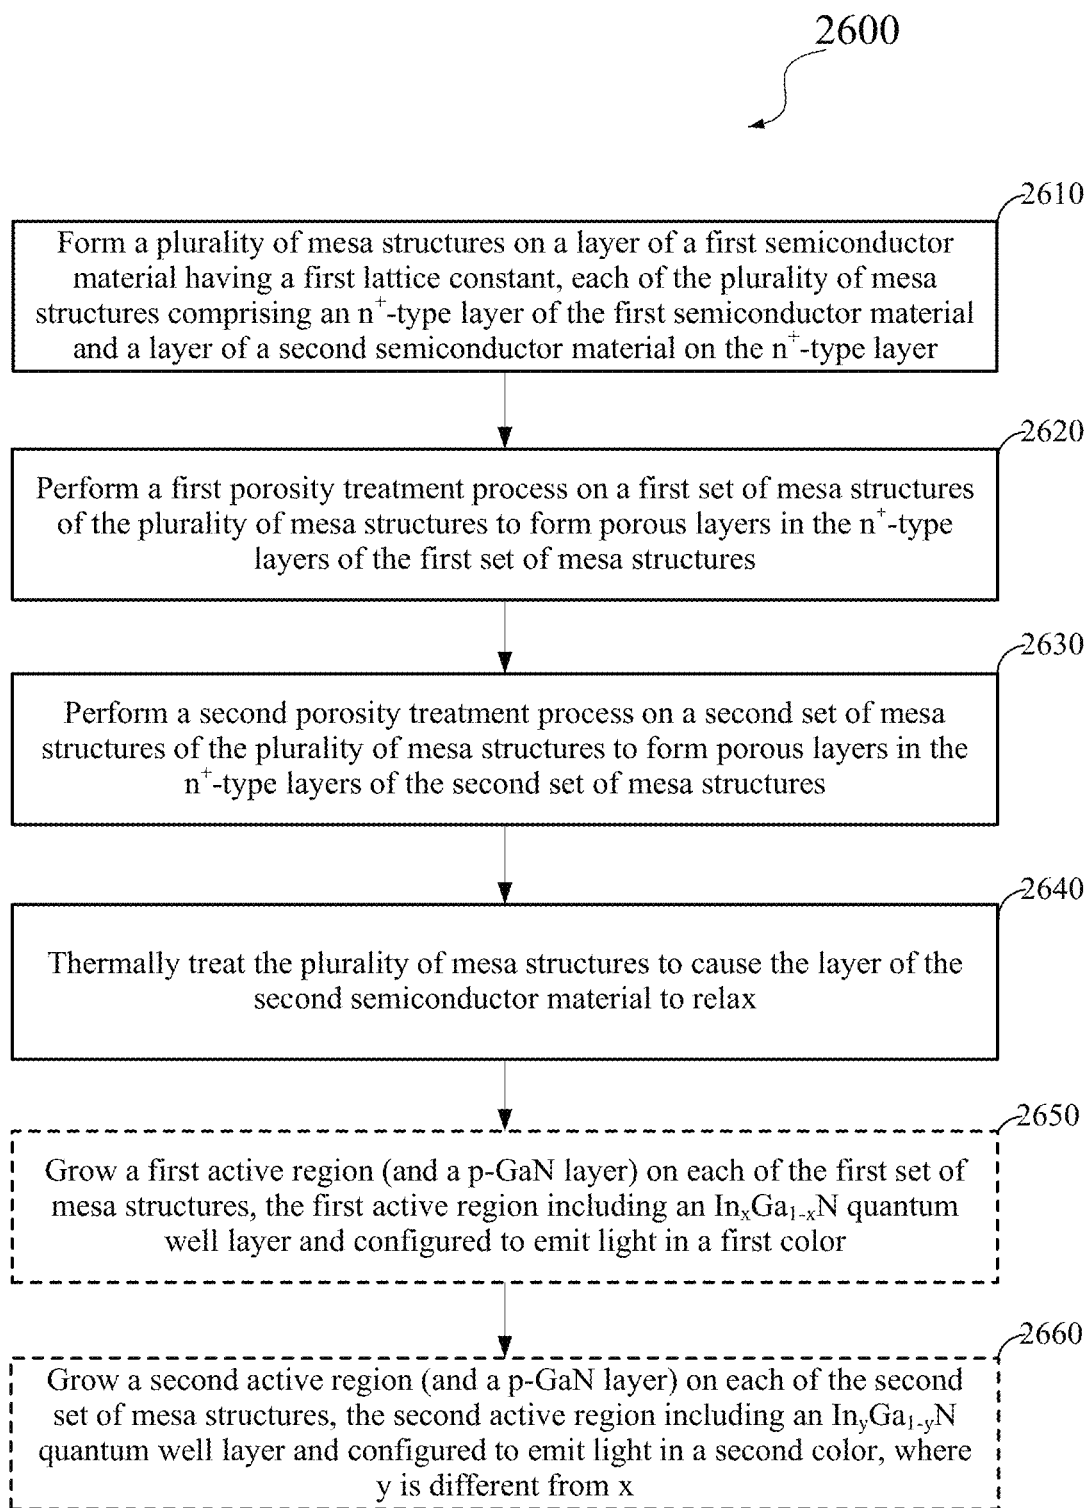 2600
2610
Form a plurality of mesa structures on a layer of a first semiconductor
material having a first lattice constant, each of the plurality of mesa
structures comprising an n⁺-type layer of the first semiconductor material
and a layer of a second semiconductor material on the n⁺-type layer
2620
Perform a first porosity treatment process on a first set of mesa structures
of the plurality of mesa structures to form porous layers in the n⁺-type
layers of the first set of mesa structures
2630
Perform a second porosity treatment process on a second set of mesa
structures of the plurality of mesa structures to form porous layers in the
n⁺-type layers of the second set of mesa structures
2640
Thermally treat the plurality of mesa structures to cause the layer of the
second semiconductor material to relax
2650
Grow a first active region (and a p-GaN layer) on each of the first set of
mesa structures, the first active region including an InₓGa₁₋ₓN quantum
well layer and configured to emit light in a first color
2660
Grow a second active region (and a p-GaN layer) on each of the second
set of mesa structures, the second active region including an In_yGa_{1-y}N
quantum well layer and configured to emit light in a second color, where
y is different from x